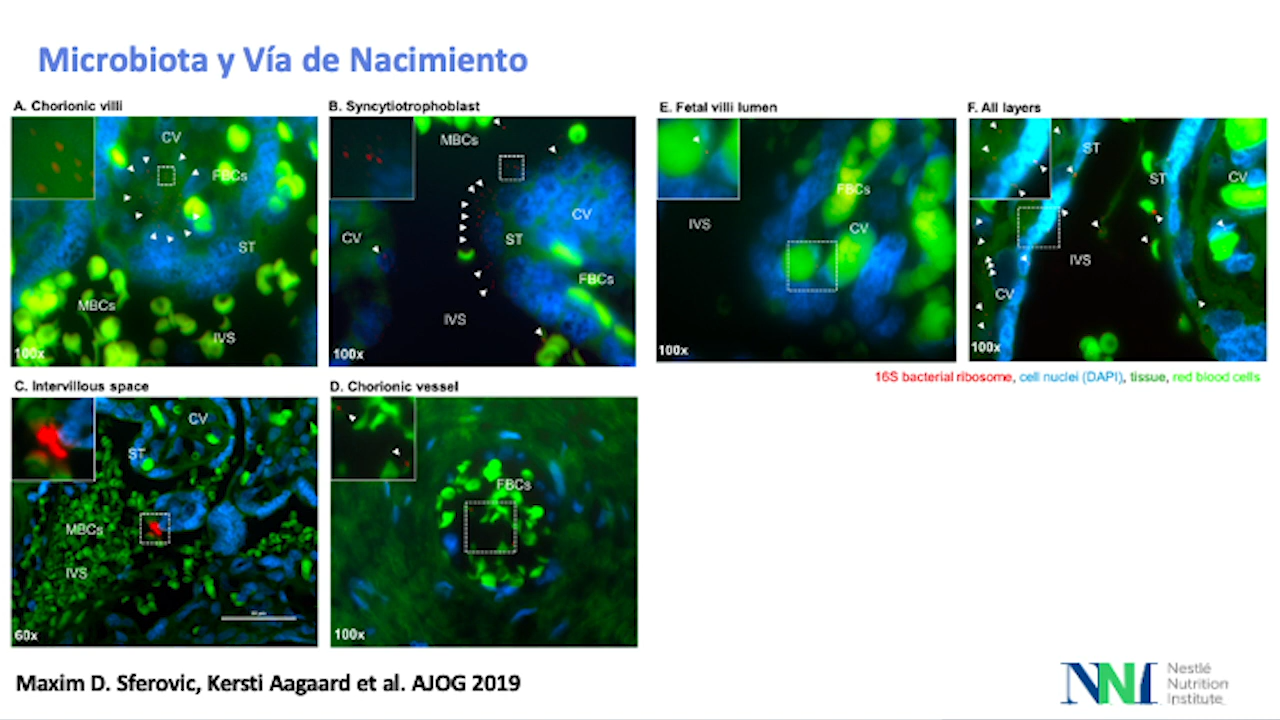 Microbiota y Vía de Nacimiento
A. Chorionic villi
CV
FBCs
ST
MBCs
IVS
100x
B. Syncytiotrophoblast
MBCs
CV
CV
ST
FBCs
IVS
100x
E. Fetal villi lumen
FBCs
IVS
CV
100x
F. All layers
ST
ST
CV
IVS
CV
100x
16S bacterial ribosome, cell nuclei (DAPI), tissue, red blood cells
C. Intervillous space
CV
ST
MBCs
IVS
60x
D. Chorionic vessel
FBCs
100x
Maxim D. Sferovic, Kersti Aagaard et al. AJOG 2019
NNI
Nestlé
Nutrition
Institute